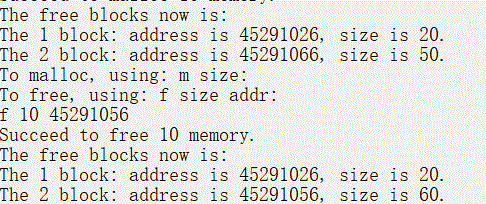 The free blocks now is:
The 1 block: address is 45291026, size is 20.
The 2 block: address is 45291066, size is 50.
To malloc, using: m size:
To free, using: f size addr:
f 10 45291056
Succeed to free 10 memory.
The free blocks now is:
The 1 block: address is 45291026, size is 20.
The 2 block: address is 45291056, size is 60.